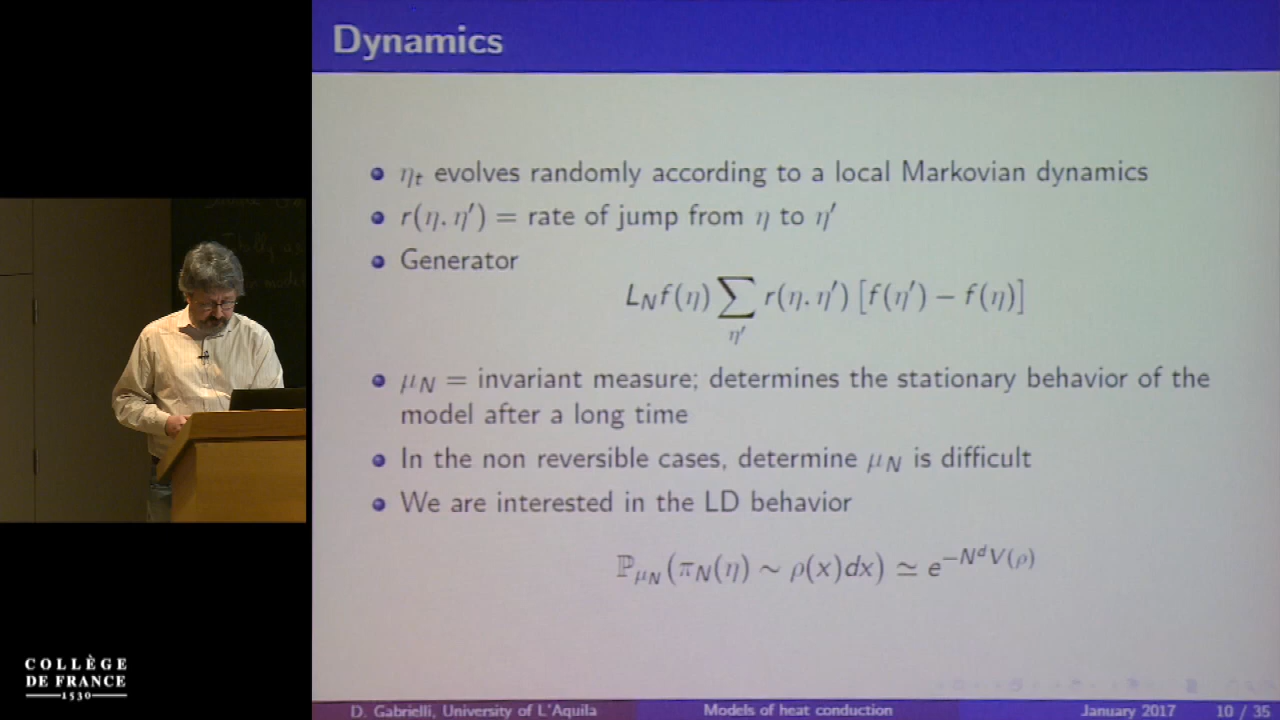 Dynamics
η_t evolves randomly according to a local Markovian dynamics
r(η.η′) = rate of jump from η to η′
Generator
L_N f(η) ∑_{η′} r(η.η′) [f(η′) − f(η)]
μ_N = invariant measure; determines the stationary behavior of the
model after a long time
In the non reversible cases, determine μ_N is difficult
We are interested in the LD behavior
ℙ_{μ_N}(π_N(η) ∼ ρ(x)dx) ≃ e^{−N^d V(ρ)}
COLLÈGE
DE FRANCE
1530
D. Gabrielli, University of L'Aquila Models of heat conduction January 2017 10 / 35